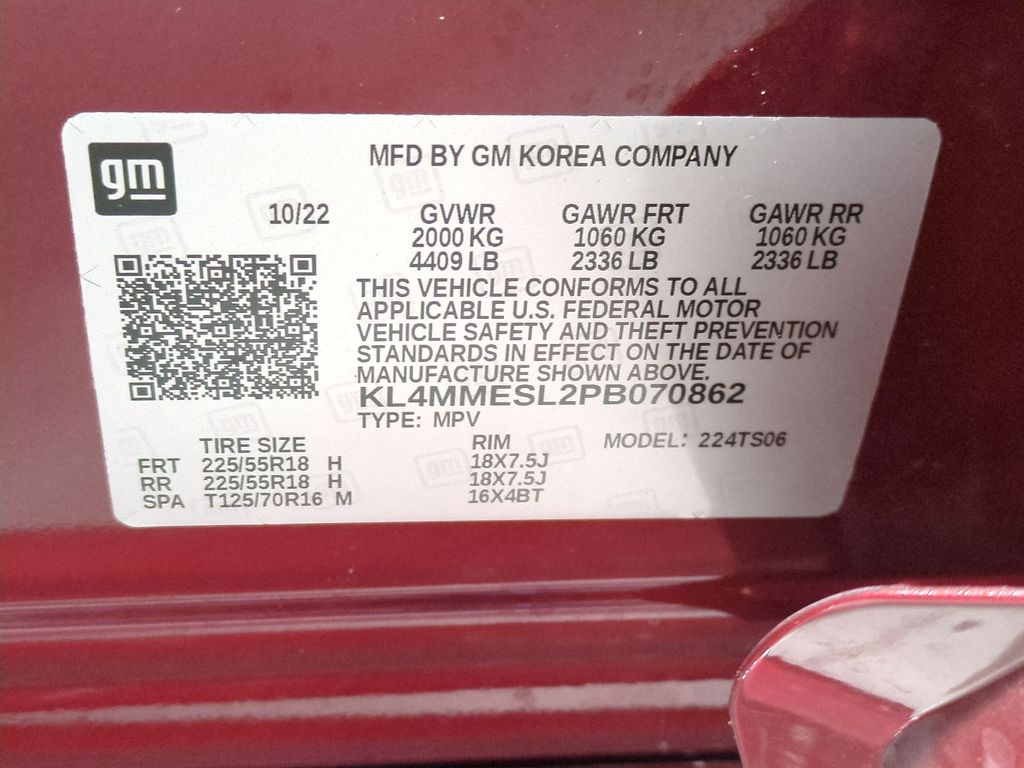 gm
MFD BY GM KOREA COMPANY
10/22 GVWR GAWR FRT GAWR RR
2000 KG 1060 KG 1060 KG
4409 LB 2336 LB 2336 LB
THIS VEHICLE CONFORMS TO ALL
APPLICABLE U.S. FEDERAL MOTOR
VEHICLE SAFETY AND THEFT PREVENTION
STANDARDS IN EFFECT ON THE DATE OF
MANUFACTURE SHOWN ABOVE.
KL4MMESL2PB070862
TYPE: MPV
TIRE SIZE RIM MODEL: 224TS06
FRT 225/55R18 H 18X7.5J
RR 225/55R18 H 18X7.5J
SPA T125/70R16 M 16X4BT